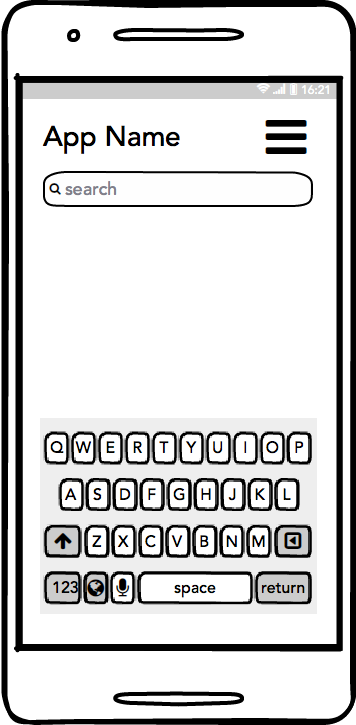 16:21
App Name
search
Q W E R T Y U I O P
A S D F G H J K L
Z X C V B N M
123 space return